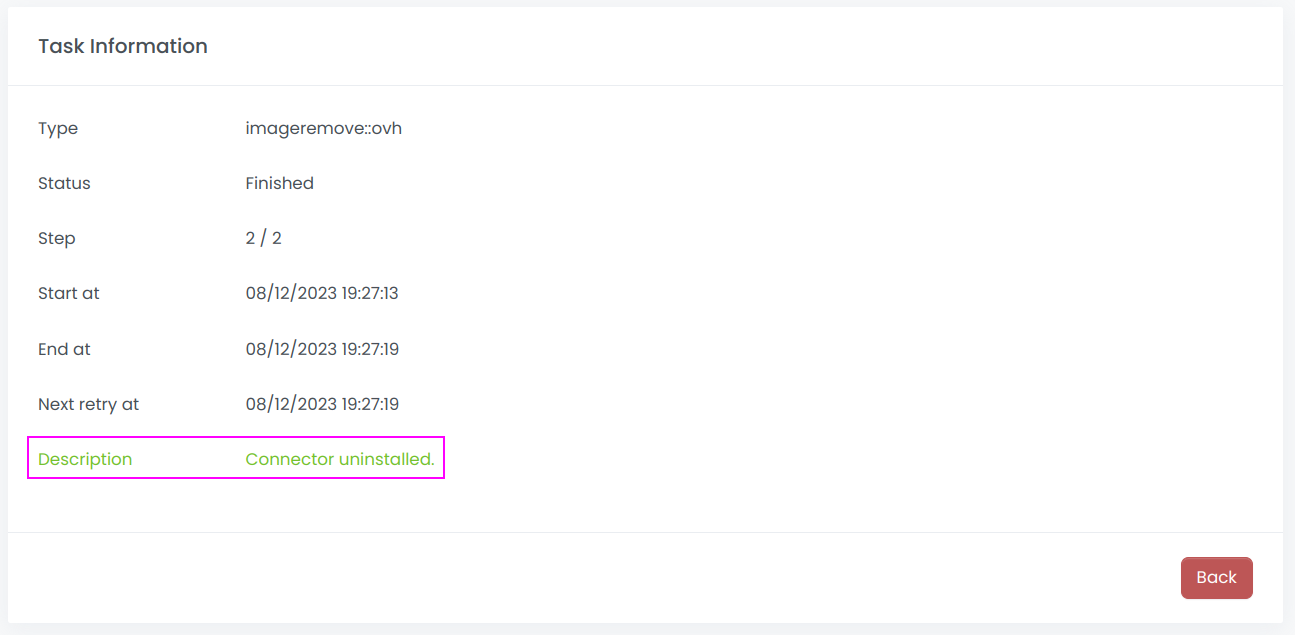 Task Information
Type imageremove::ovh
Status Finished
Step 2 / 2
Start at 08/12/2023 19:27:13
End at 08/12/2023 19:27:19
Next retry at 08/12/2023 19:27:19
Description Connector uninstalled.
Back